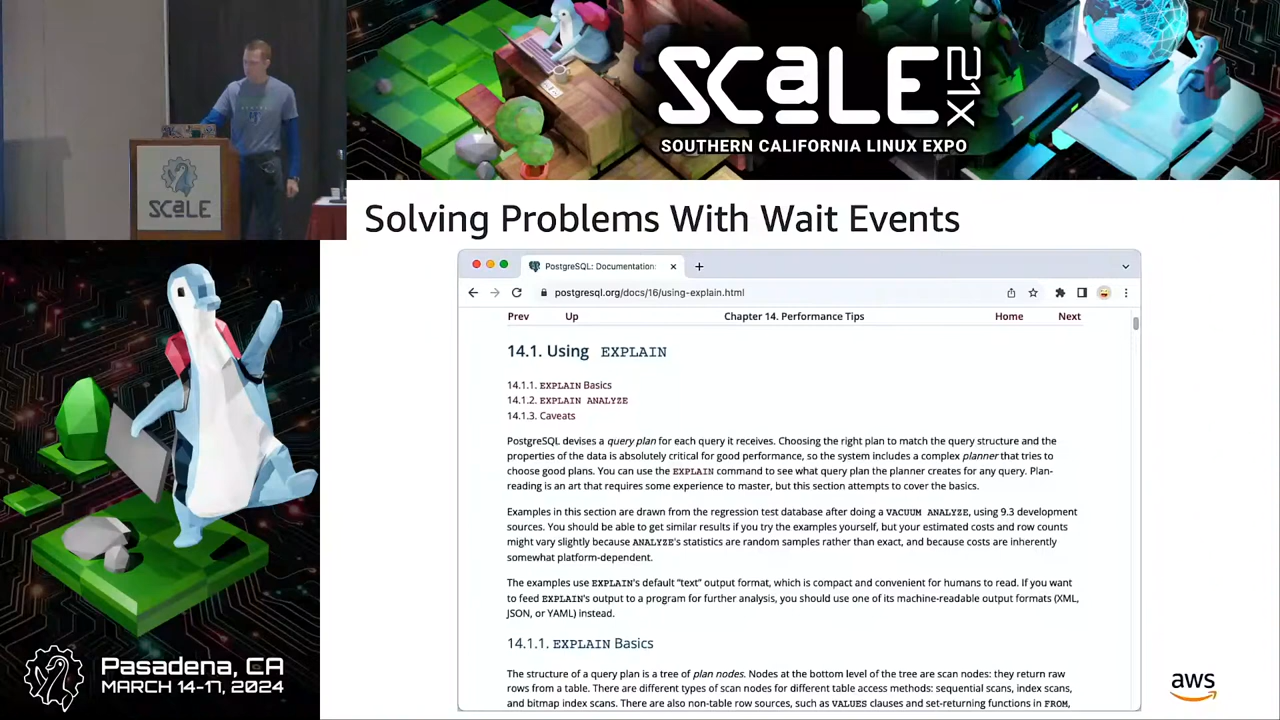 SCaLE 21X
SOUTHERN CALIFORNIA LINUX EXPO
SCaLE
Solving Problems With Wait Events
PostgreSQL: Documentation:
postgresql.org/docs/16/using-explain.html
Prev Up Chapter 14. Performance Tips Home Next
14.1. Using EXPLAIN
14.1.1. EXPLAIN Basics
14.1.2. EXPLAIN ANALYZE
14.1.3. Caveats
PostgreSQL devises a query plan for each query it receives. Choosing the right plan to match the query structure and the
properties of the data is absolutely critical for good performance, so the system includes a complex planner that tries to
choose good plans. You can use the EXPLAIN command to see what query plan the planner creates for any query. Plan-
reading is an art that requires some experience to master, but this section attempts to cover the basics.
Examples in this section are drawn from the regression test database after doing a VACUUM ANALYZE, using 9.3 development
sources. You should be able to get similar results if you try the examples yourself, but your estimated costs and row counts
might vary slightly because ANALYZE's statistics are random samples rather than exact, and because costs are inherently
somewhat platform-dependent.
The examples use EXPLAIN's default “text” output format, which is compact and convenient for humans to read. If you want
to feed EXPLAIN's output to a program for further analysis, you should use one of its machine-readable output formats (XML,
JSON, or YAML) instead.
14.1.1. EXPLAIN Basics
The structure of a query plan is a tree of plan nodes. Nodes at the bottom level of the tree are scan nodes: they return raw
rows from a table. There are different types of scan nodes for different table access methods: sequential scans, index scans,
and bitmap index scans. There are also non-table row sources, such as VALUES clauses and set-returning functions in FROM,
Pasadena, CA
MARCH 14-17, 2024
aws